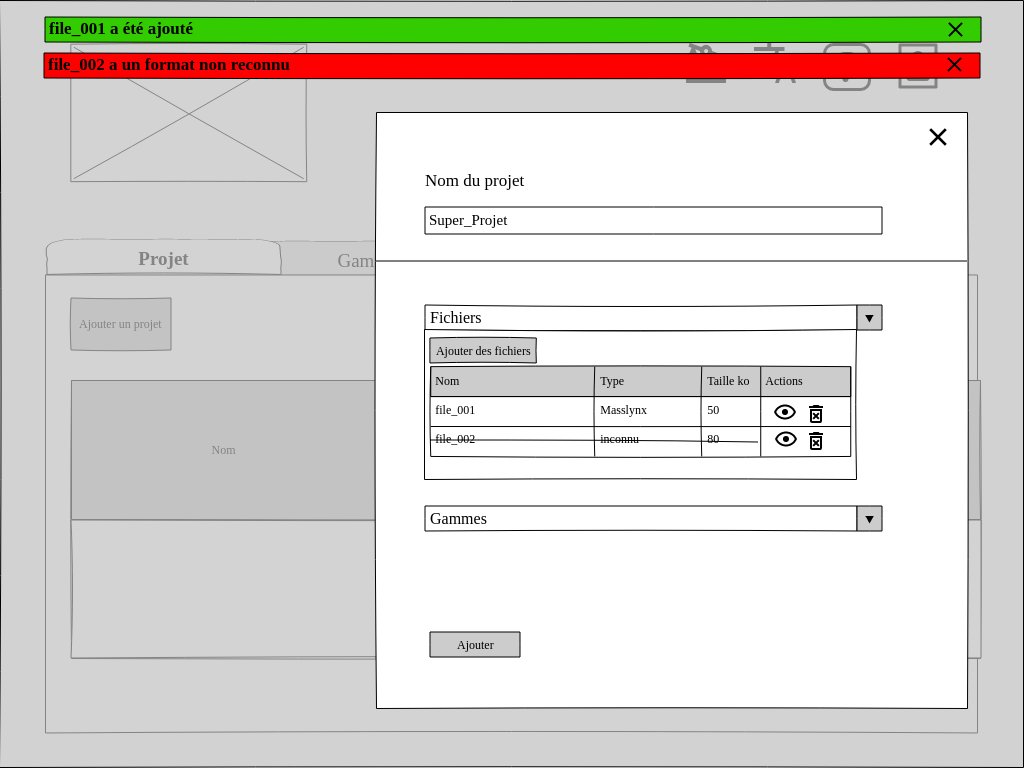 file_001 a été ajouté
file_002 a un format non reconnu
Nom du projet
Super_Projet
Projet
Gam
Ajouter un projet
Fichiers
Ajouter des fichiers
Nom Type Taille ko Actions
file_001 Masslynx 50
file_002 inconnu 80
Nom
Gammes
Ajouter